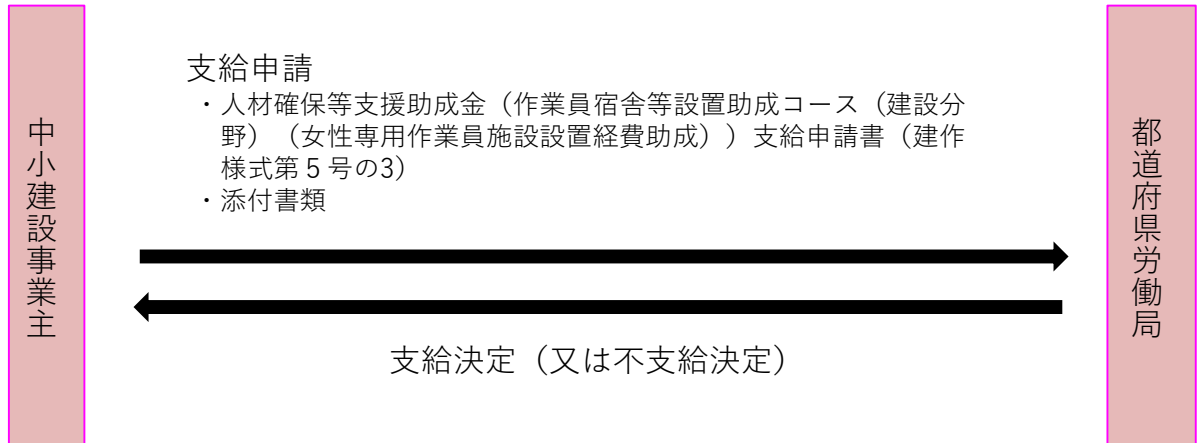 中小建設事業主
支給申請
・人材確保等支援助成金（作業員宿舎等設置助成コース（建設分
野）（女性専用作業員施設設置経費助成））支給申請書（建作
様式第５号の3）
・添付書類
支給決定（又は不支給決定）
都道府県労働局